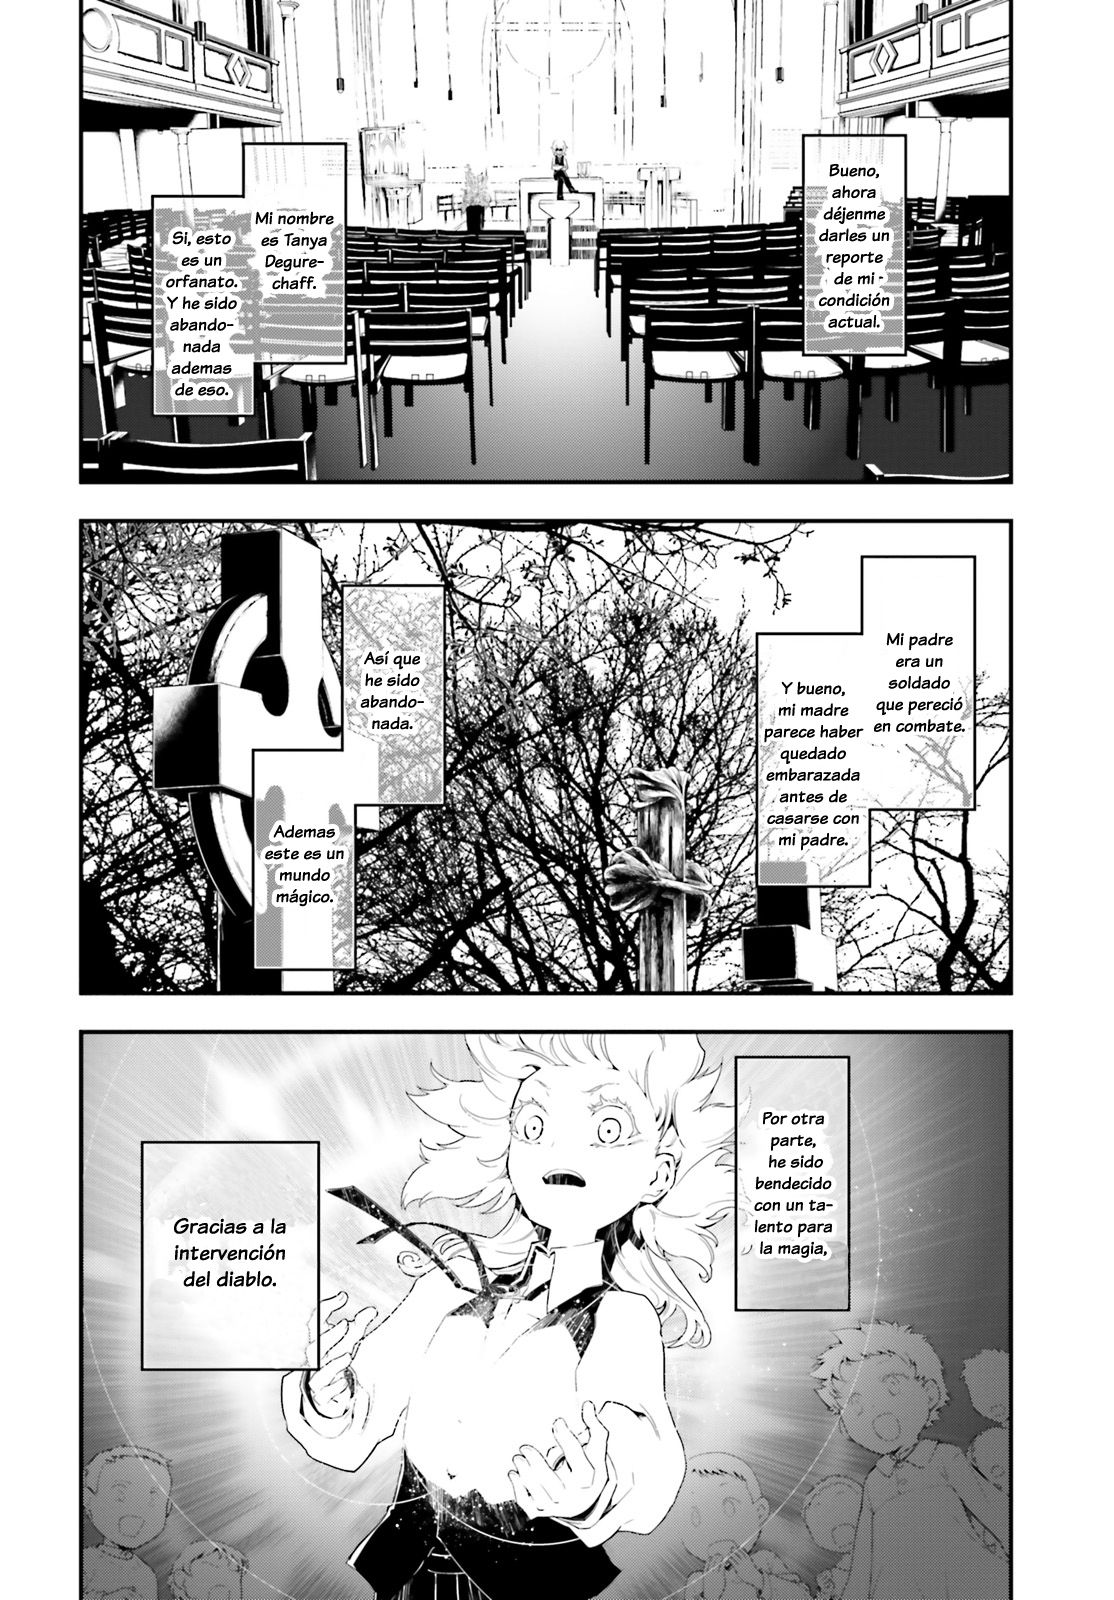 Bueno,
ahora
déjenme
darles un
reporte
de mi
condición
actual.
Mi nombre
es Tanya
Degure-
chaff.
Si, esto
es un
orfanato.
Y he sido
abando-
nada
ademas
de eso.
Mi padre
era un
soldado
que pereció
en combate.
Y bueno,
mi madre
parece haber
quedado
embarazada
antes de
casarse con
mi padre.
Así que
he sido
abando-
nada.
Ademas
este es un
mundo
mágico.
Por otra
parte,
he sido
bendecido
con un ta-
lento para
la magia,
Gracias a la
intervención
del diablo.